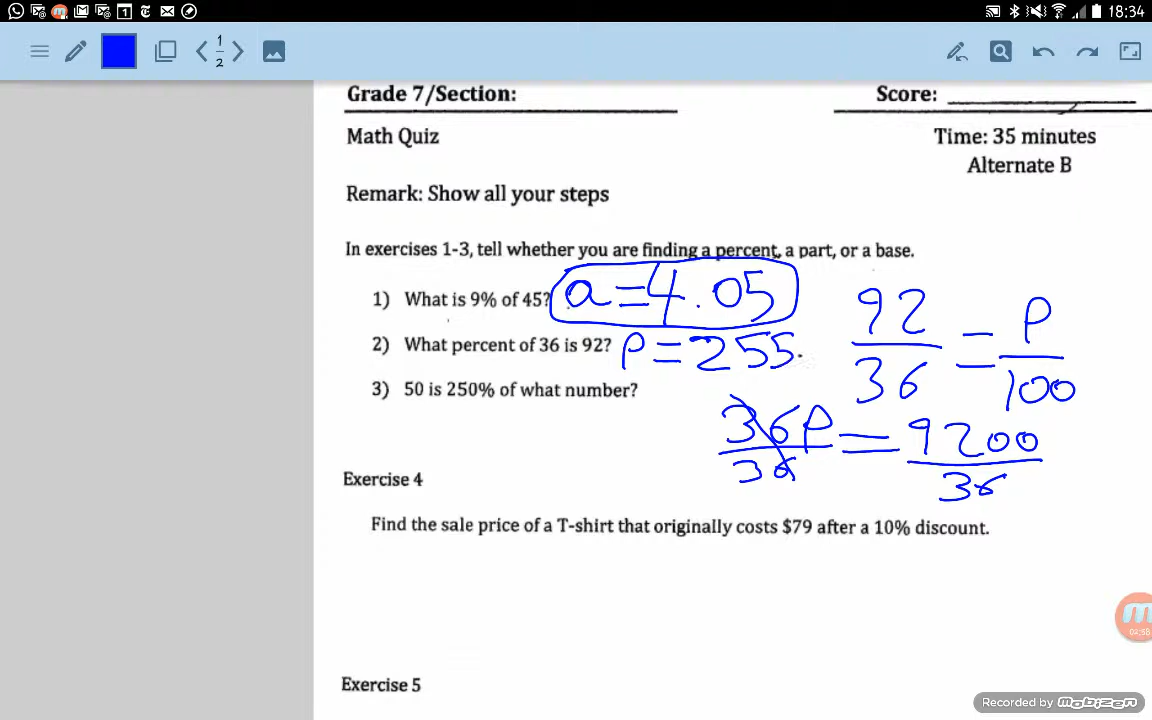 18:34
1
2
Grade 7/Section:
Score:
Math Quiz
Time: 35 minutes
Alternate B
Remark: Show all your steps
In exercises 1-3, tell whether you are finding a percent, a part, or a base.
1) What is 9% of 45? a = 4.05
2) What percent of 36 is 92? P = 255.
92/36 = P/100
3) 50 is 250% of what number?
36P/36 = 9200/36
Exercise 4
Find the sale price of a T-shirt that originally costs $79 after a 10% discount.
02:58
Exercise 5
Recorded by mobizen